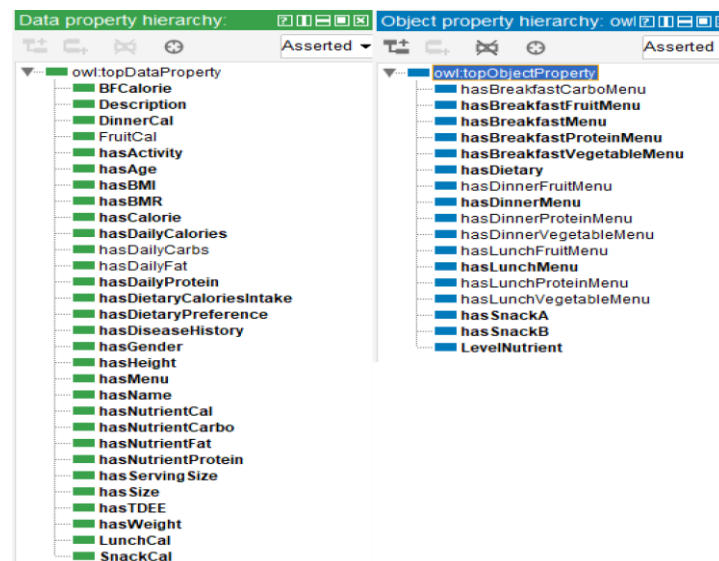 Data property hierarchy:
Asserted
owl:topDataProperty
BFCalorie
Description
DinnerCal
FruitCal
hasActivity
hasAge
hasBMI
hasBMR
hasCalorie
hasDailyCalories
hasDailyCarbs
hasDailyFat
hasDailyProtein
hasDietaryCaloriesIntake
hasDietaryPreference
hasDiseaseHistory
hasGender
hasHeight
hasMenu
hasName
hasNutrientCal
hasNutrientCarbo
hasNutrientFat
hasNutrientProtein
hasServingSize
hasSize
hasTDEE
hasWeight
LunchCal
SnackCal
Object property hierarchy: owl
Asserted
owl:topObjectProperty
hasBreakfastCarboMenu
hasBreakfastFruitMenu
hasBreakfastMenu
hasBreakfastProteinMenu
hasBreakfastVegetableMenu
hasDietary
hasDinnerFruitMenu
hasDinnerMenu
hasDinnerProteinMenu
hasDinnerVegetableMenu
hasLunchFruitMenu
hasLunchMenu
hasLunchProteinMenu
hasLunchVegetableMenu
hasSnackA
hasSnackB
LevelNutrient